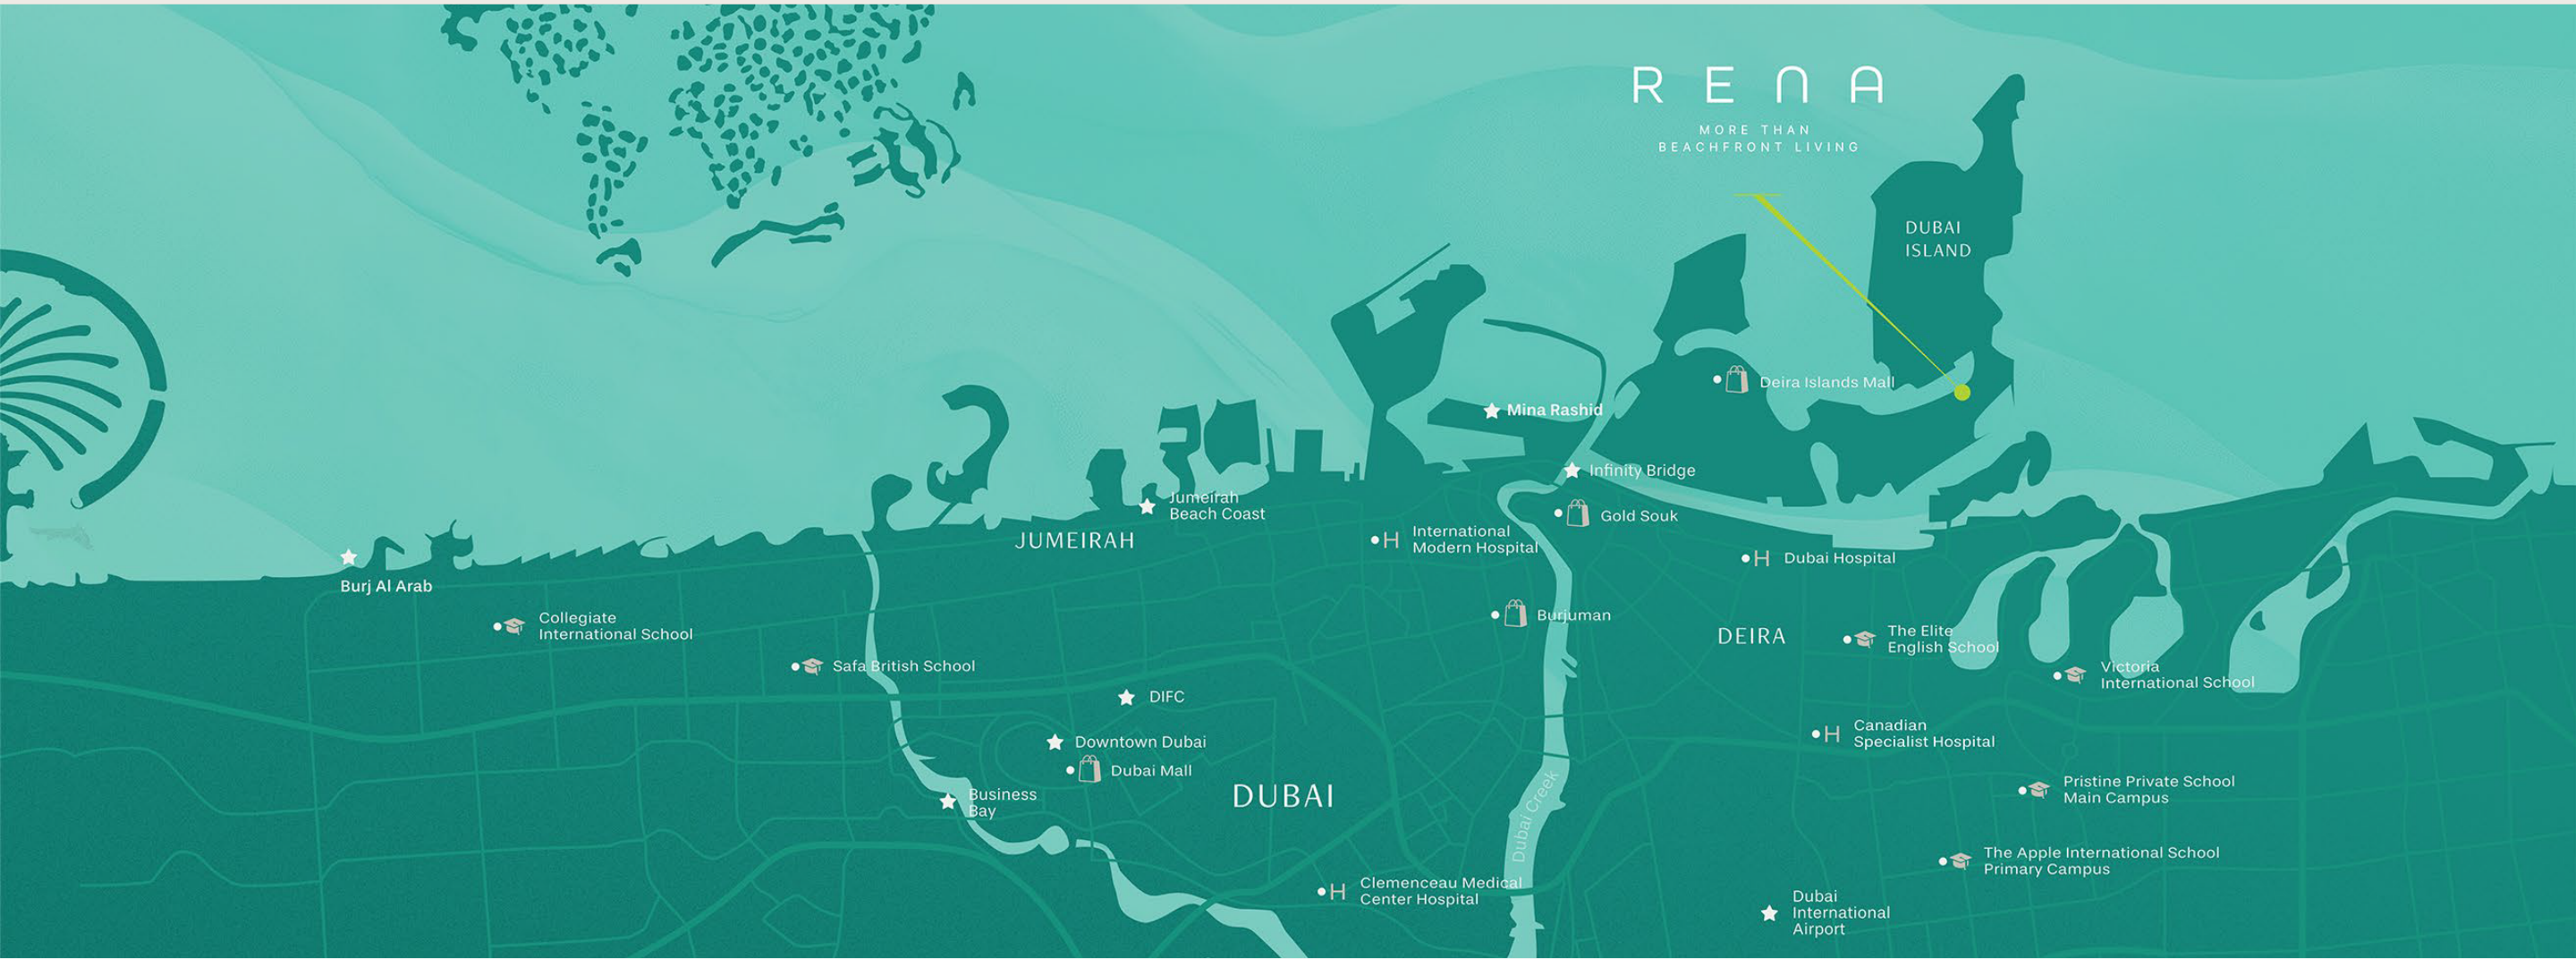 RENA
MORE THAN
BEACHFRONT LIVING
DUBAI
ISLAND
Deira Islands Mall
Mina Rashid
Infinity Bridge
Jumeirah
Beach Coast
Gold Souk
JUMEIRAH
International
Modern Hospital
Dubai Hospital
Burj Al Arab
Collegiate
International School
Burjuman
DEIRA
The Elite
English School
Safa British School
Victoria
International School
DIFC
Canadian
Specialist Hospital
Downtown Dubai
Dubai Mall
Business
Bay
DUBAI
Dubai Creek
Pristine Private School
Main Campus
The Apple International School
Primary Campus
Clemenceau Medical
Center Hospital
Dubai
International
Airport
H
H
H
H